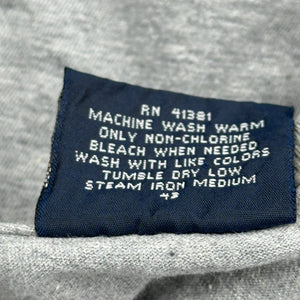 RN 41381
MACHINE WASH WARM
ONLY NON-CHLORINE
BLEACH WHEN NEEDED
WASH WITH LIKE COLORS
TUMBLE DRY LOW
STEAM IRON MEDIUM
43